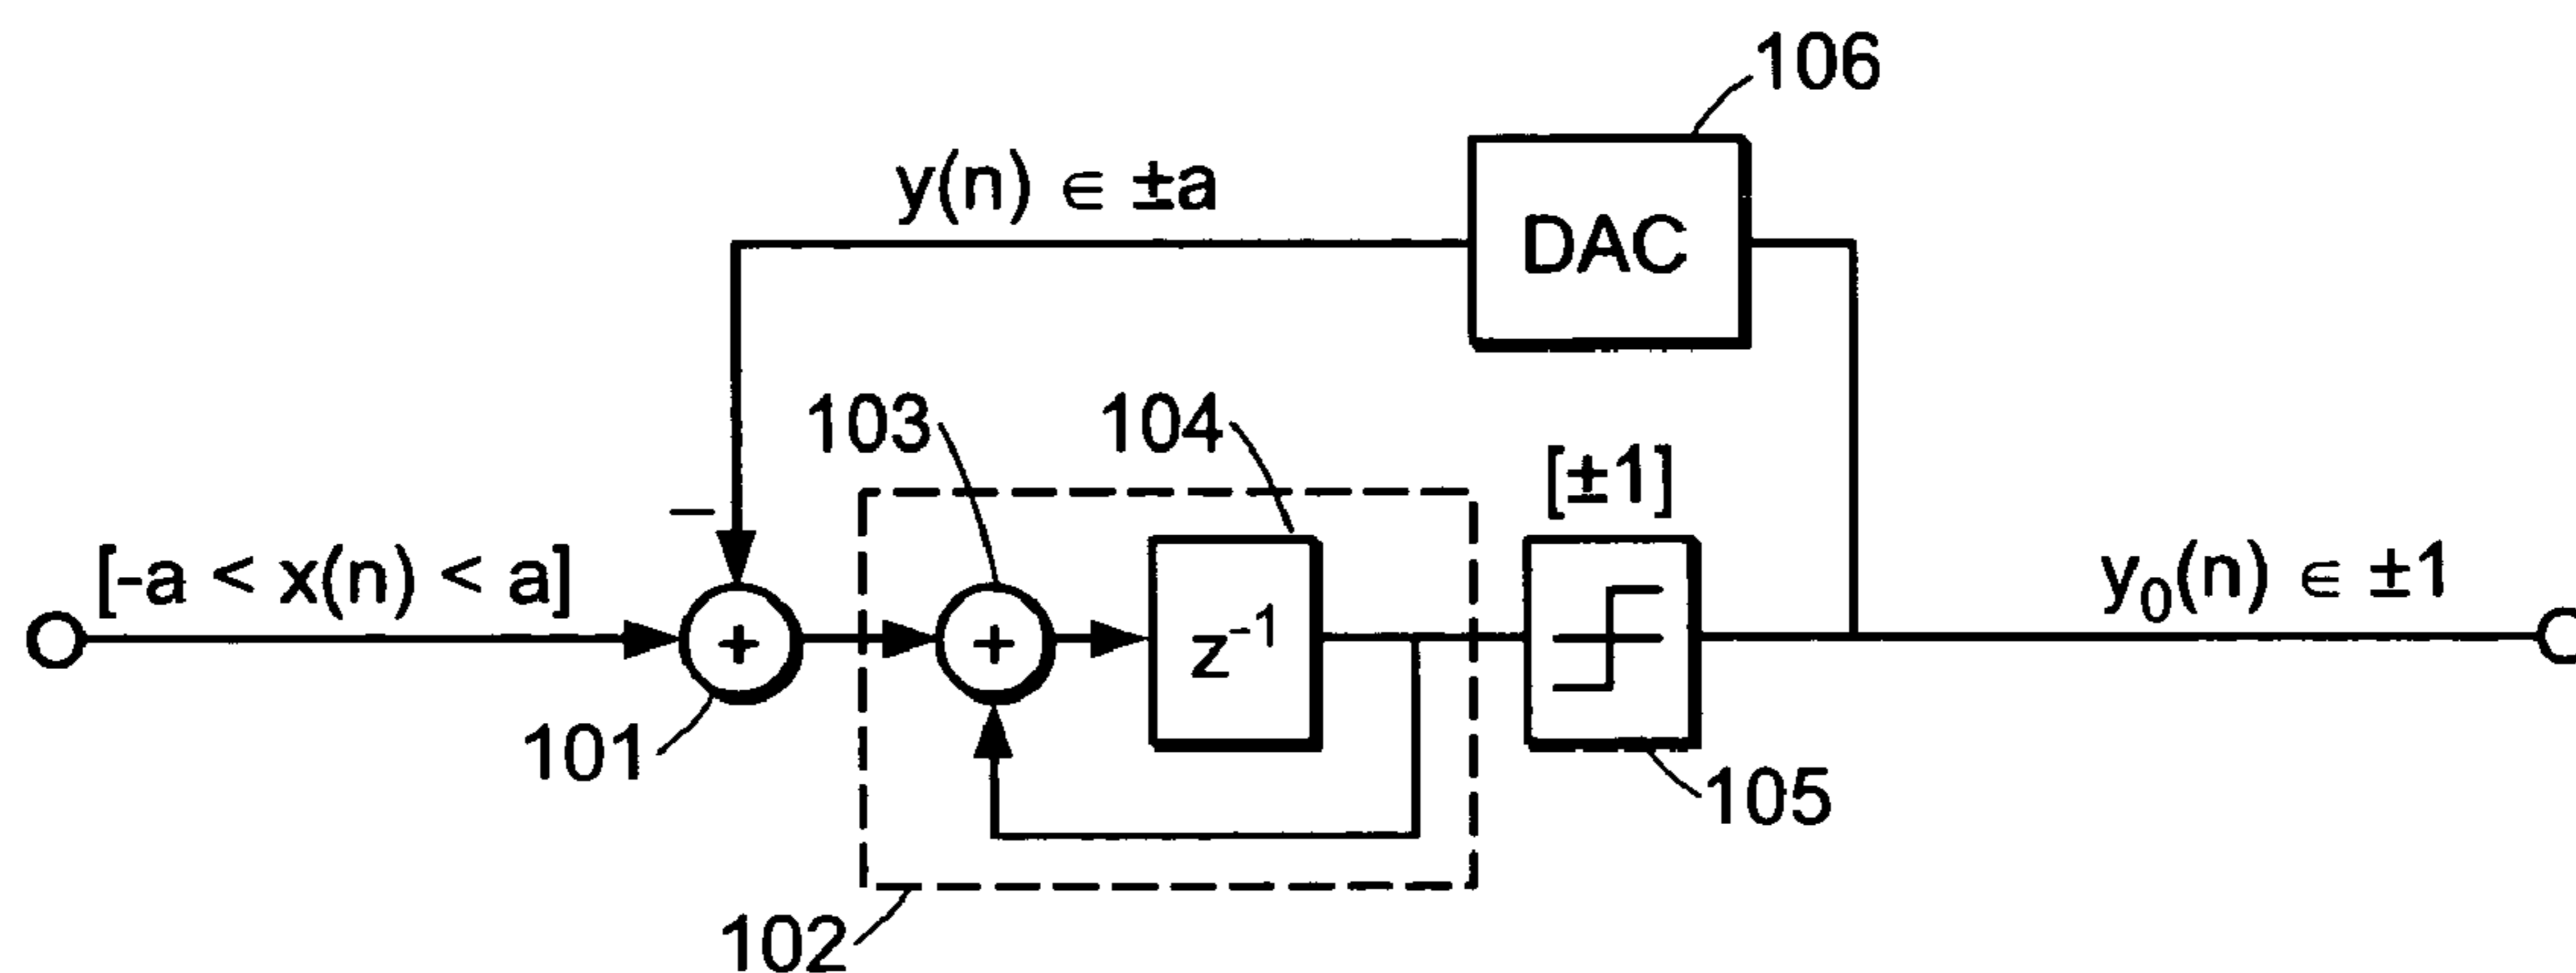 106
y(n) ∈ ±a
DAC
103
104
[±1]
[-a < x(n) < a]
−
y₀(n) ∈ ±1
+
+
z⁻¹
101
105
102